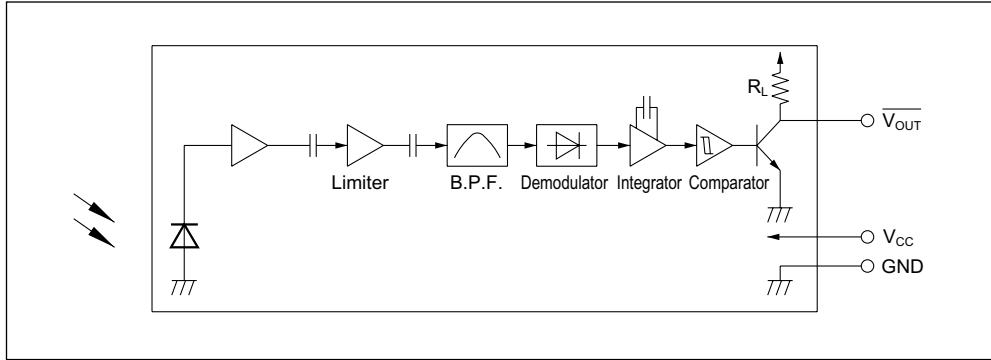 R_L
V_OUT
Limiter
B.P.F.
Demodulator
Integrator
Comparator
V_CC
GND